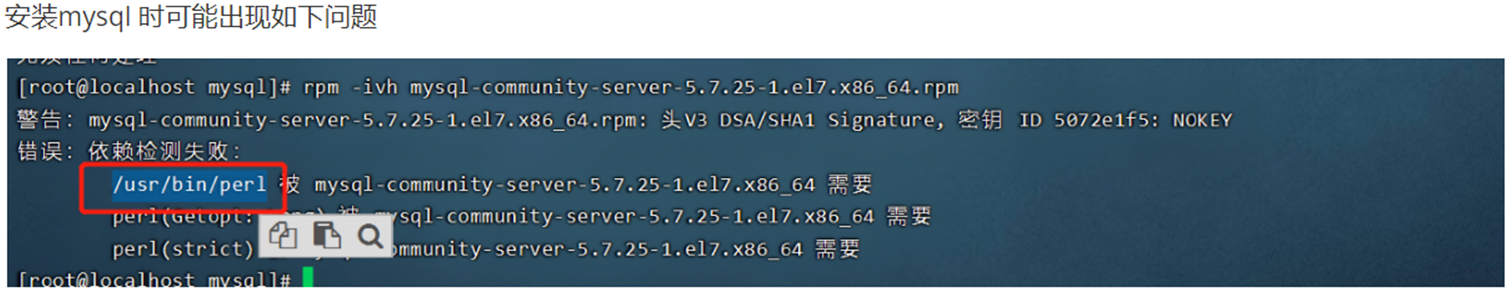 安装mysql 时可能出现如下问题
[root@localhost mysql]# rpm -ivh mysql-community-server-5.7.25-1.el7.x86_64.rpm
警告：mysql-community-server-5.7.25-1.el7.x86_64.rpm: 头V3 DSA/SHA1 Signature, 密钥 ID 5072e1f5: NOKEY
错误：依赖检测失败：
/usr/bin/perl 被 mysql-community-server-5.7.25-1.el7.x86_64 需要
perl(Getopt: 被 mysql-community-server-5.7.25-1.el7.x86_64 需要
perl(strict) mmunity-server-5.7.25-1.el7.x86_64 需要
[root@localhost mysql]#